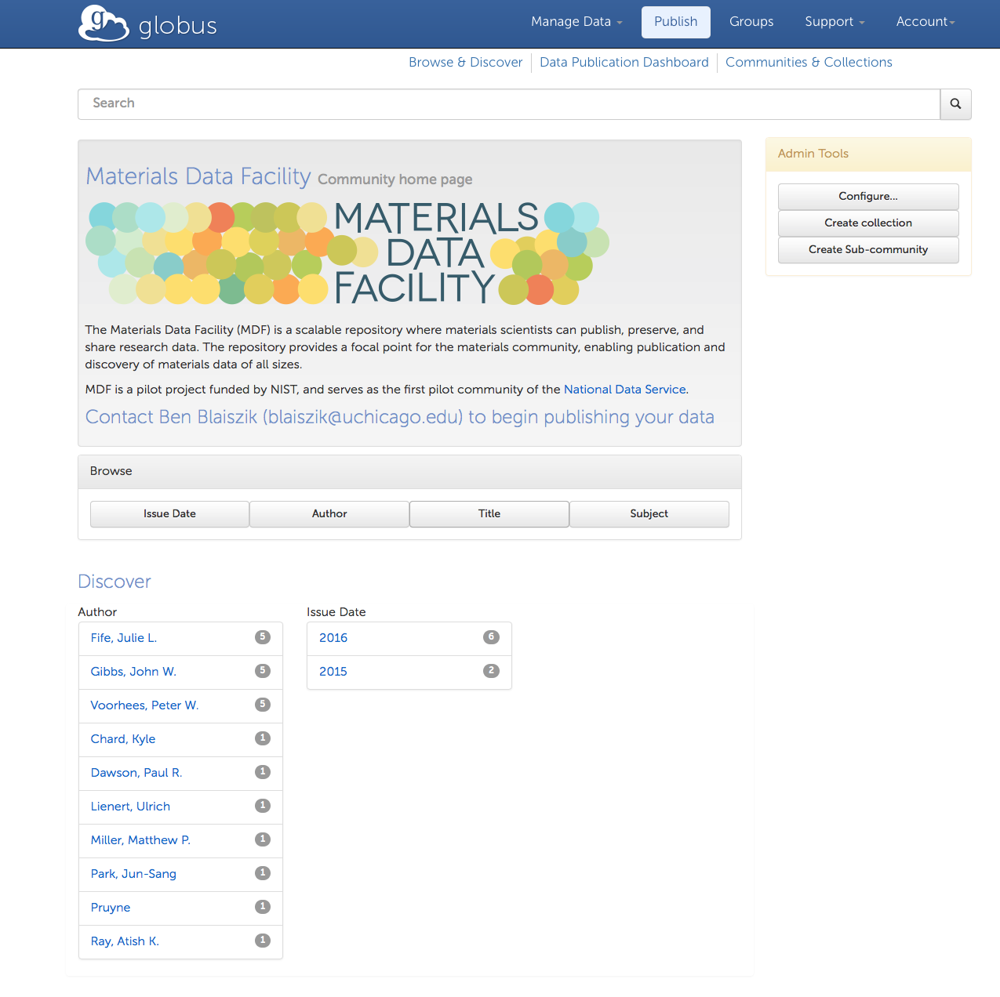 globus
Manage Data
Publish
Groups
Support
Account
Browse & Discover
Data Publication Dashboard
Communities & Collections
Search
Materials Data Facility Community home page
MATERIALS
DATA
FACILITY
The Materials Data Facility (MDF) is a scalable repository where materials scientists can publish, preserve, and
share research data. The repository provides a focal point for the materials community, enabling publication and
discovery of materials data of all sizes.
MDF is a pilot project funded by NIST, and serves as the first pilot community of the National Data Service.
Contact Ben Blaiszik (blaiszik@uchicago.edu) to begin publishing your data
Admin Tools
Configure...
Create collection
Create Sub-community
Browse
Issue Date
Author
Title
Subject
Discover
Author
Fife, Julie L. 5
Gibbs, John W. 5
Voorhees, Peter W. 5
Chard, Kyle 1
Dawson, Paul R. 1
Lienert, Ulrich 1
Miller, Matthew P. 1
Park, Jun-Sang 1
Pruyne 1
Ray, Atish K. 1
Issue Date
2016 6
2015 2